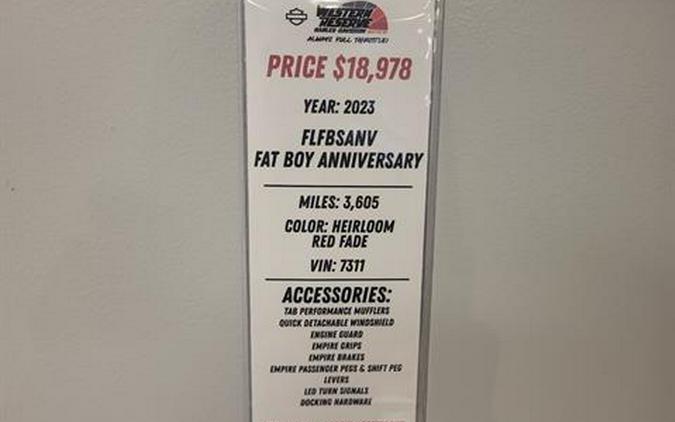 WESTERN
RESERVE
HARLEY-DAVIDSON
ALWAYS FULL THROTTLE!
PRICE $18,978
YEAR: 2023
FLFBSANV
FAT BOY ANNIVERSARY
MILES: 3,605
COLOR: HEIRLOOM
RED FADE
VIN: 7311
ACCESSORIES:
TAB PERFORMANCE MUFFLERS
QUICK DETACHABLE WINDSHIELD
ENGINE GUARD
EMPIRE GRIPS
EMPIRE BRAKES
EMPIRE PASSENGER PEGS & SHIFT PEG
LEVERS
LED TURN SIGNALS
DOCKING HARDWARE